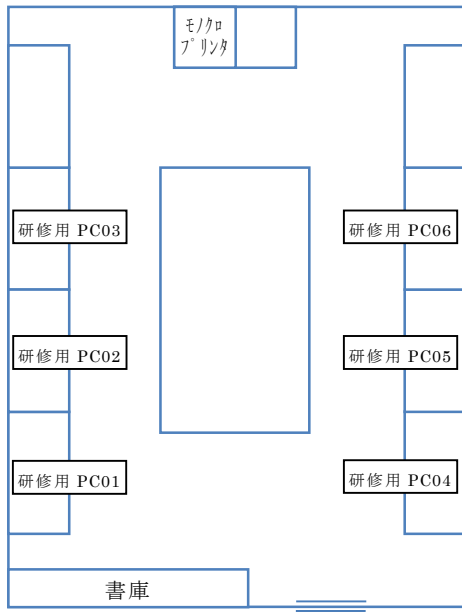 モノクロ
プリンタ
研修用 PC03
研修用 PC06
研修用 PC02
研修用 PC05
研修用 PC01
研修用 PC04
書庫